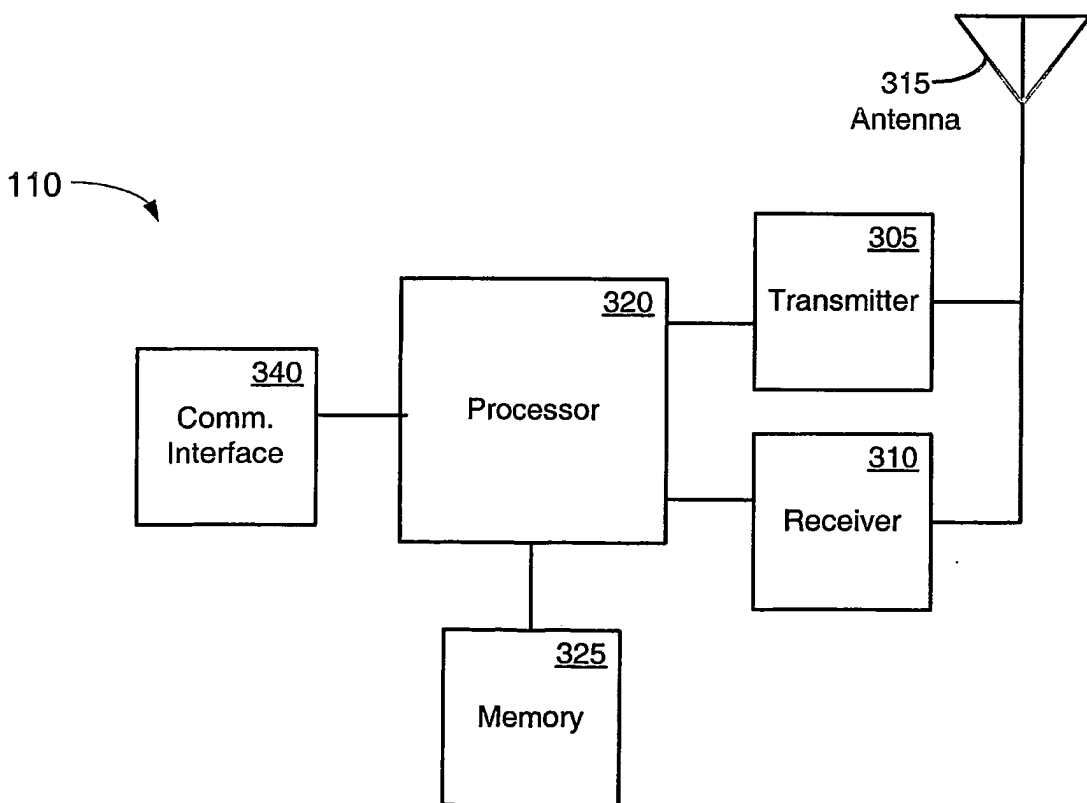 315
Antenna
110
305
Transmitter
320
Processor
340
Comm.
Interface
310
Receiver
325
Memory